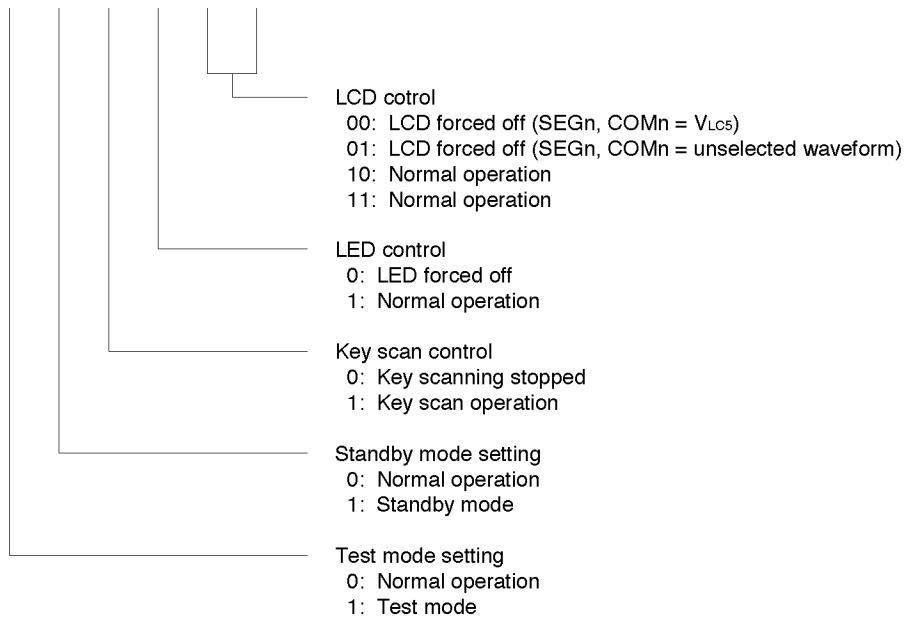 LCD cotrol
00: LCD forced off (SEGn, COMn = VLC5)
01: LCD forced off (SEGn, COMn = unselected waveform)
10: Normal operation
11: Normal operation
LED control
0: LED forced off
1: Normal operation
Key scan control
0: Key scanning stopped
1: Key scan operation
Standby mode setting
0: Normal operation
1: Standby mode
Test mode setting
0: Normal operation
1: Test mode